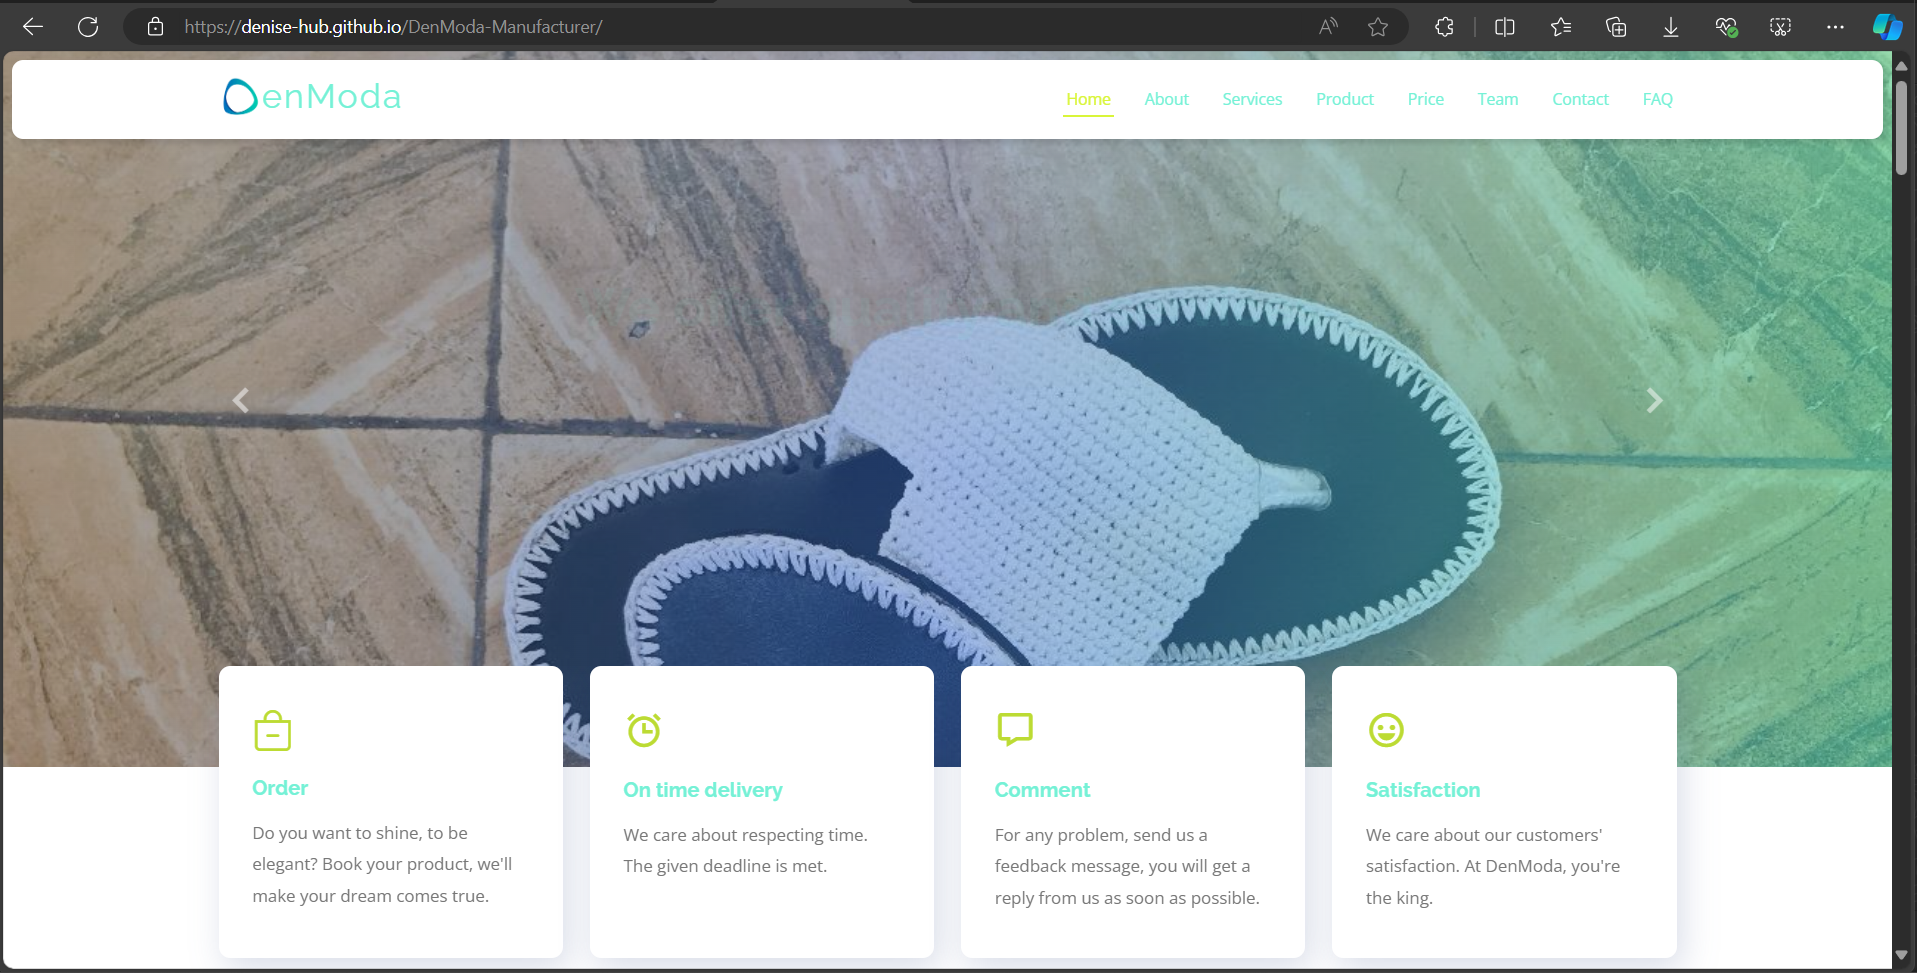 https://denise-hub.github.io/DenModa-Manufacturer/
DenModa
Home About Services Product Price Team Contact FAQ
Order
Do you want to shine, to be
elegant? Book your product, we'll
make your dream comes true.
On time delivery
We care about respecting time.
The given deadline is met.
Comment
For any problem, send us a
feedback message, you will get a
reply from us as soon as possible.
Satisfaction
We care about our customers'
satisfaction. At DenModa, you're
the king.